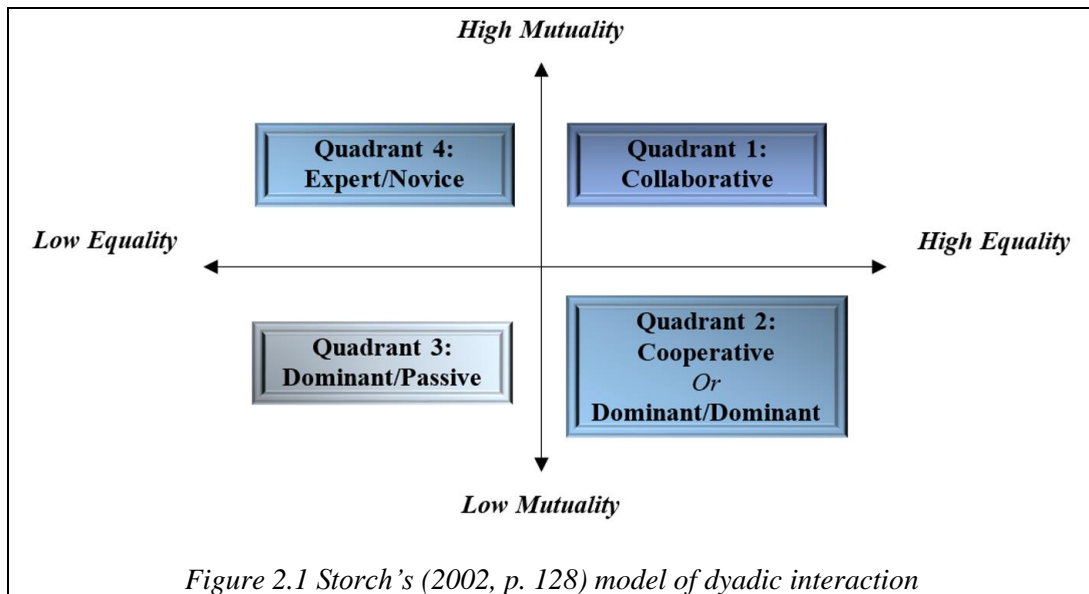 High Mutuality
Quadrant 4:
Expert/Novice
Quadrant 1:
Collaborative
Low Equality
High Equality
Quadrant 3:
Dominant/Passive
Quadrant 2:
Cooperative
Or
Dominant/Dominant
Low Mutuality
Figure 2.1 Storch’s (2002, p. 128) model of dyadic interaction